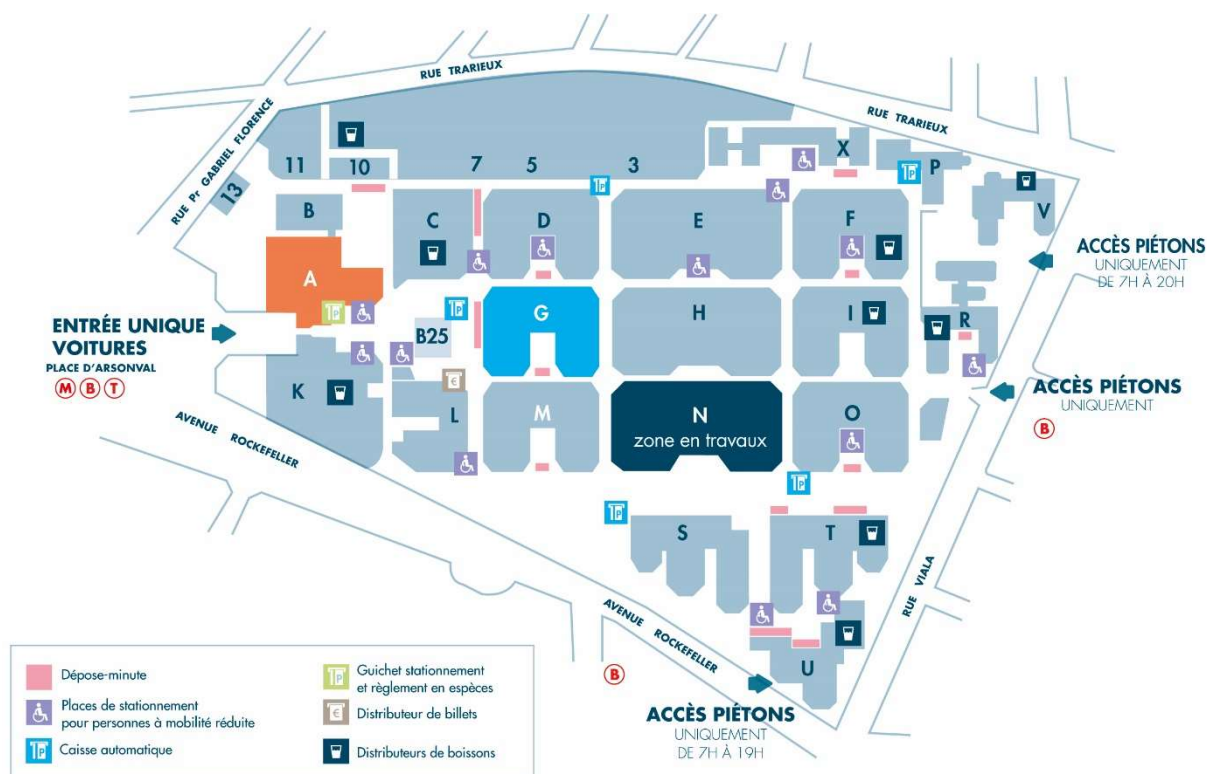 RUE TRARIEUX
RUE TRARIEUX
RUE Pr GABRIEL FLORENCE
11
10
7
5
3
X
P
13
B
C
D
E
F
V
A
ACCÈS PIÉTONS
UNIQUEMENT
DE 7H À 20H
ENTRÉE UNIQUE
VOITURES
PLACE D'ARSONVAL
M B T
B25
G
H
I
R
K
L
M
N
zone en travaux
O
ACCÈS PIÉTONS
UNIQUEMENT
B
AVENUE ROCKEFELLER
S
T
RUE VIALA
AVENUE ROCKEFELLER
U
B
ACCÈS PIÉTONS
UNIQUEMENT
DE 7H À 19H
Dépose-minute
Places de stationnement
pour personnes à mobilité réduite
Caisse automatique
Guichet stationnement
et règlement en espèces
Distributeur de billets
Distributeurs de boissons